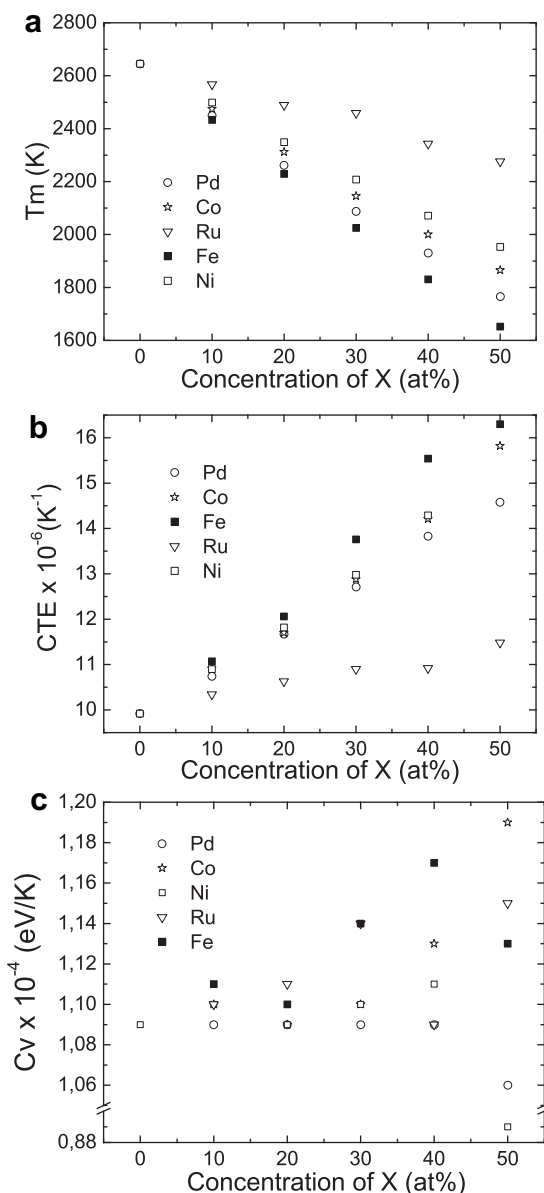 a
2800
2600
2400
2200
2000
1800
1600
Tm (K)
Pd
Co
Ru
Fe
Ni
0 10 20 30 40 50
Concentration of X (at%)
b
16
15
14
13
12
11
10
CTE x 10⁻⁶(K⁻¹)
Pd
Co
Fe
Ru
Ni
0 10 20 30 40 50
Concentration of X (at%)
c
1,20
1,18
1,16
1,14
1,12
1,10
1,08
1,06
0,88
Cv x 10⁻⁴ (eV/K)
Pd
Co
Ni
Ru
Fe
0 10 20 30 40 50
Concentration of X (at%)